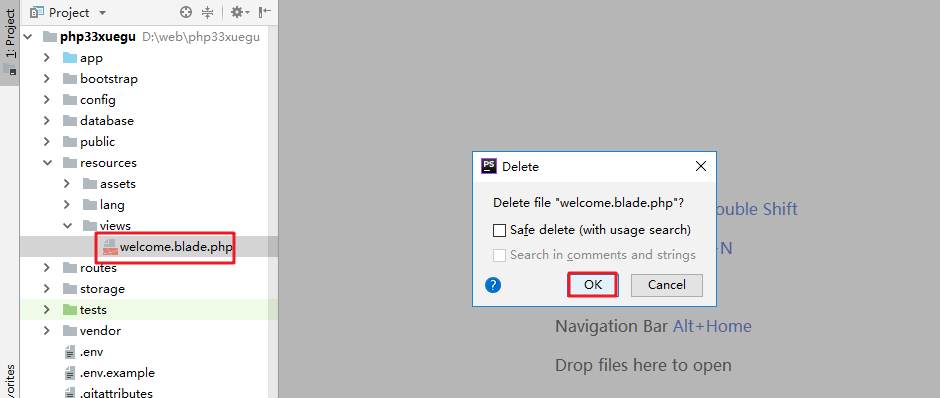 1: Project
Project
php33xuegu D:\web\php33xuegu
app
bootstrap
config
database
public
resources
assets
lang
views
welcome.blade.php
routes
storage
tests
vendor
.env
.env.example
.gitattributes
vorites
PS Delete
Delete file "welcome.blade.php"?
Safe delete (with usage search)
Search in comments and strings
? OK Cancel
ouble Shift
+N
Navigation Bar Alt+Home
Drop files here to open